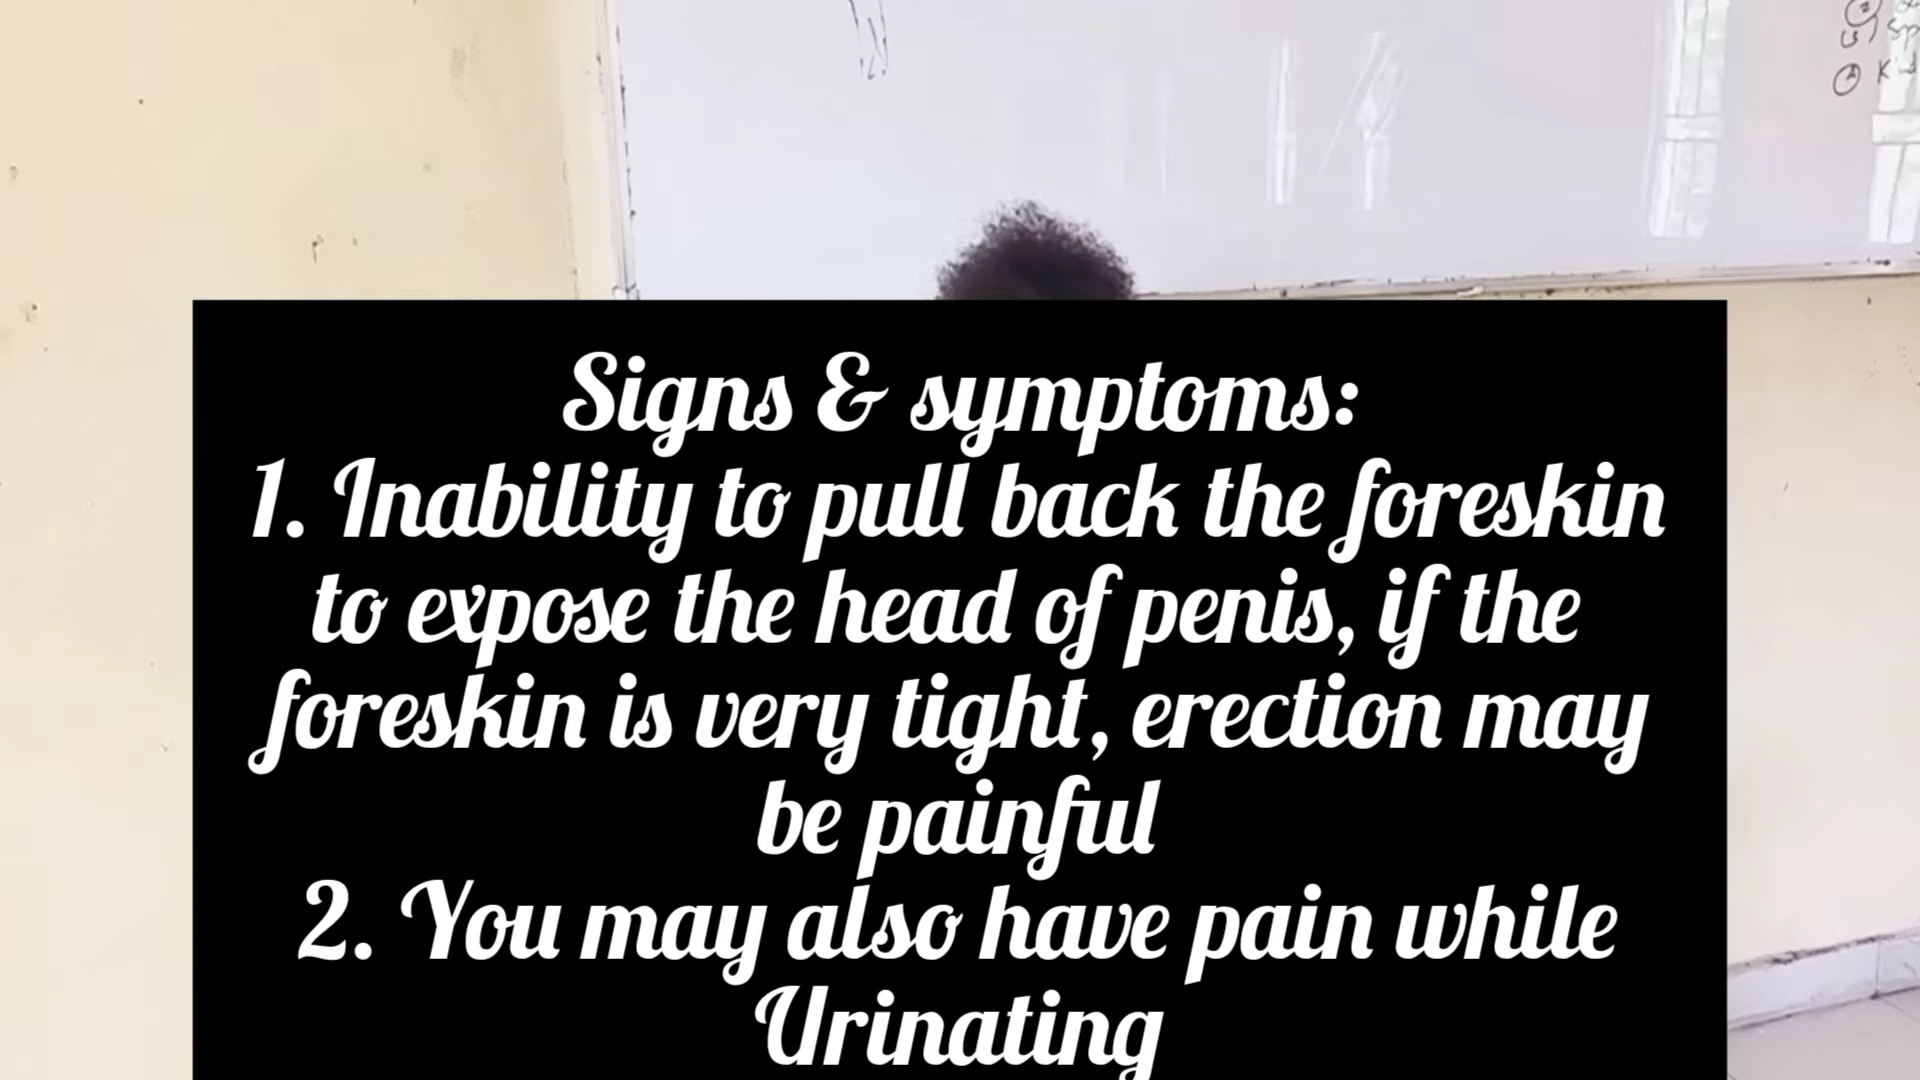 Signs & symptoms:
1. Inability to pull back the foreskin
to expose the head of penis, if the
foreskin is very tight, erection may
be painful
2. You may also have pain while
Urinating